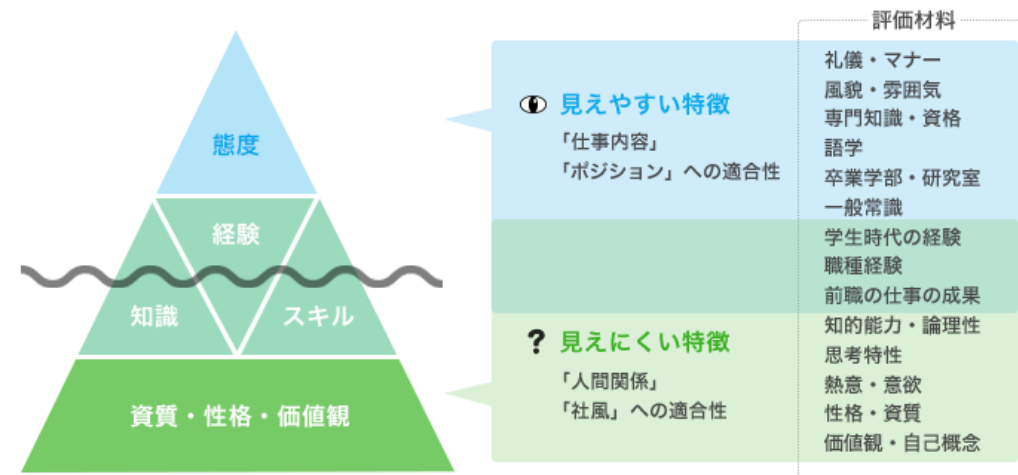 態度
経験
知識
スキル
資質・性格・価値観
見えやすい特徴
「仕事内容」
「ポジション」への適合性
?
見えにくい特徴
「人間関係」
「社風」への適合性
評価材料
礼儀・マナー
風貌・雰囲気
専門知識・資格
語学
卒業学部・研究室
一般常識
学生時代の経験
職種経験
前職の仕事の成果
知的能力・論理性
思考特性
熱意・意欲
性格・資質
価値観・自己概念